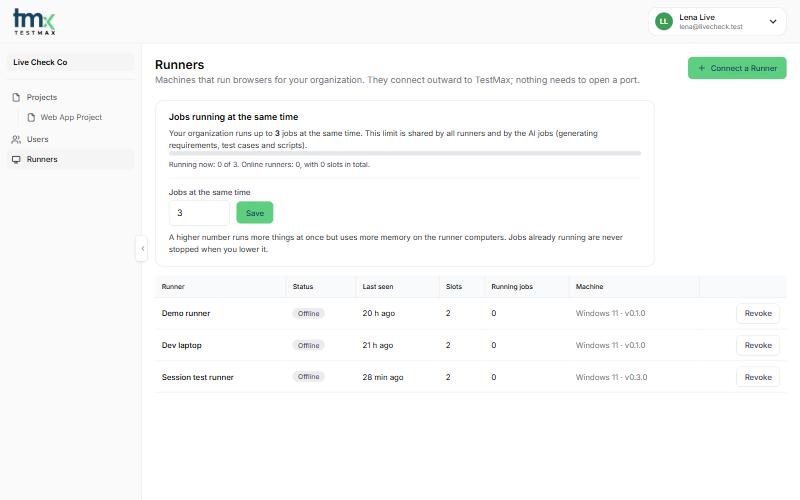 tmx
TESTMAX
LL
Lena Live
lena@livecheck.test
Live Check Co
Projects
Web App Project
Users
Runners
Runners
Machines that run browsers for your organization. They connect outward to TestMax; nothing needs to open a port.
+ Connect a Runner
Jobs running at the same time
Your organization runs up to 3 jobs at the same time. This limit is shared by all runners and by the AI jobs (generating
requirements, test cases and scripts).
Running now: 0 of 3. Online runners: 0, with 0 slots in total.
Jobs at the same time
3
Save
A higher number runs more things at once but uses more memory on the runner computers. Jobs already running are never
stopped when you lower it.
Runner Status Last seen Slots Running jobs Machine
Demo runner Offline 20 h ago 2 0 Windows 11 · v0.1.0 Revoke
Dev laptop Offline 21 h ago 2 0 Windows 11 · v0.1.0 Revoke
Session test runner Offline 28 min ago 2 0 Windows 11 · v0.3.0 Revoke